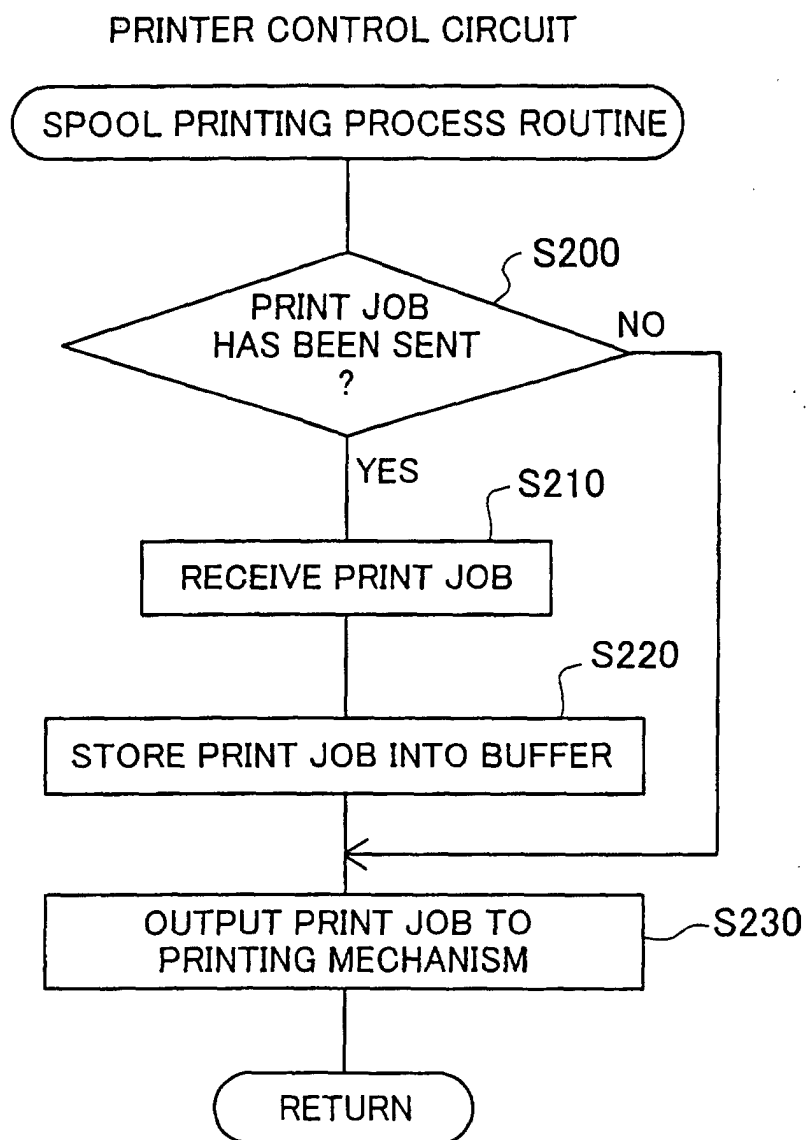 PRINTER CONTROL CIRCUIT
SPOOL PRINTING PROCESS ROUTINE
S200
PRINT JOB
HAS BEEN SENT
?
NO
YES
S210
RECEIVE PRINT JOB
S220
STORE PRINT JOB INTO BUFFER
OUTPUT PRINT JOB TO
PRINTING MECHANISM
S230
RETURN